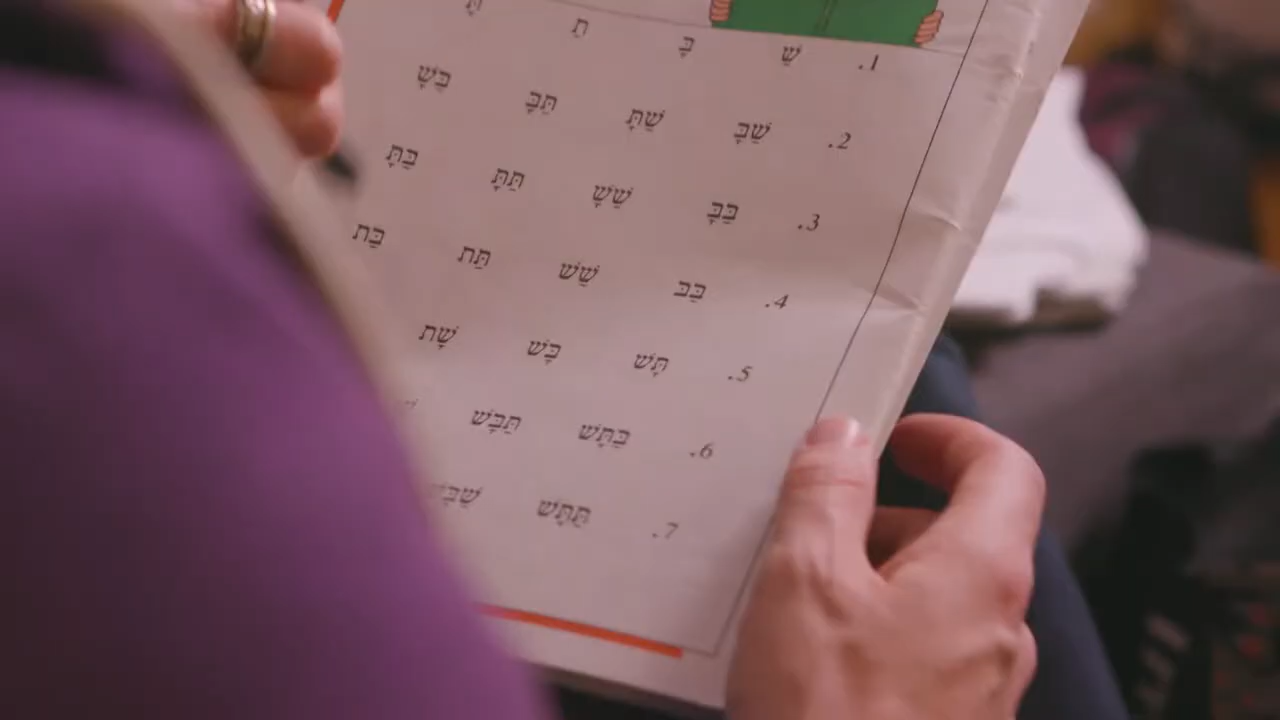 1. שַׁ בָּ תַ תָּ
2. שַׁבָּ שַׁתָּ תַּבָּ בַּשָׁ
3. בַּבָּ שַׁשָׁ תַּתָּ בַּתָּ
4. בַּבּ שַׁשׁ תַּת בַּת
5. תָּשׁ בָּשׁ שָׁת
6. בַּתָּשׁ תַּבָּשׁ
7. תַּתָּשׁ